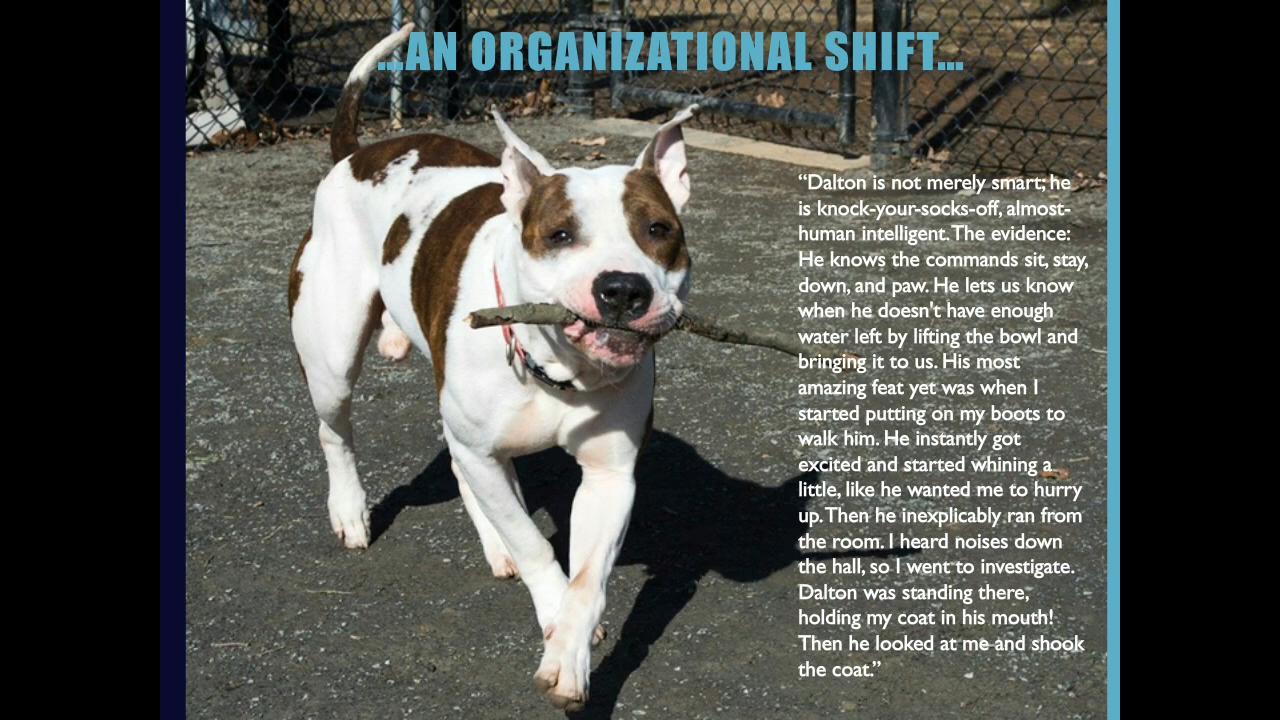 ...AN ORGANIZATIONAL SHIFT...
“Dalton is not merely smart; he
is knock-your-socks-off, almost-
human intelligent. The evidence:
He knows the commands sit, stay,
down, and paw. He lets us know
when he doesn't have enough
water left by lifting the bowl and
bringing it to us. His most
amazing feat yet was when I
started putting on my boots to
walk him. He instantly got
excited and started whining a
little, like he wanted me to hurry
up. Then he inexplicably ran from
the room. I heard noises down
the hall, so I went to investigate.
Dalton was standing there,
holding my coat in his mouth!
Then he looked at me and shook
the coat.”